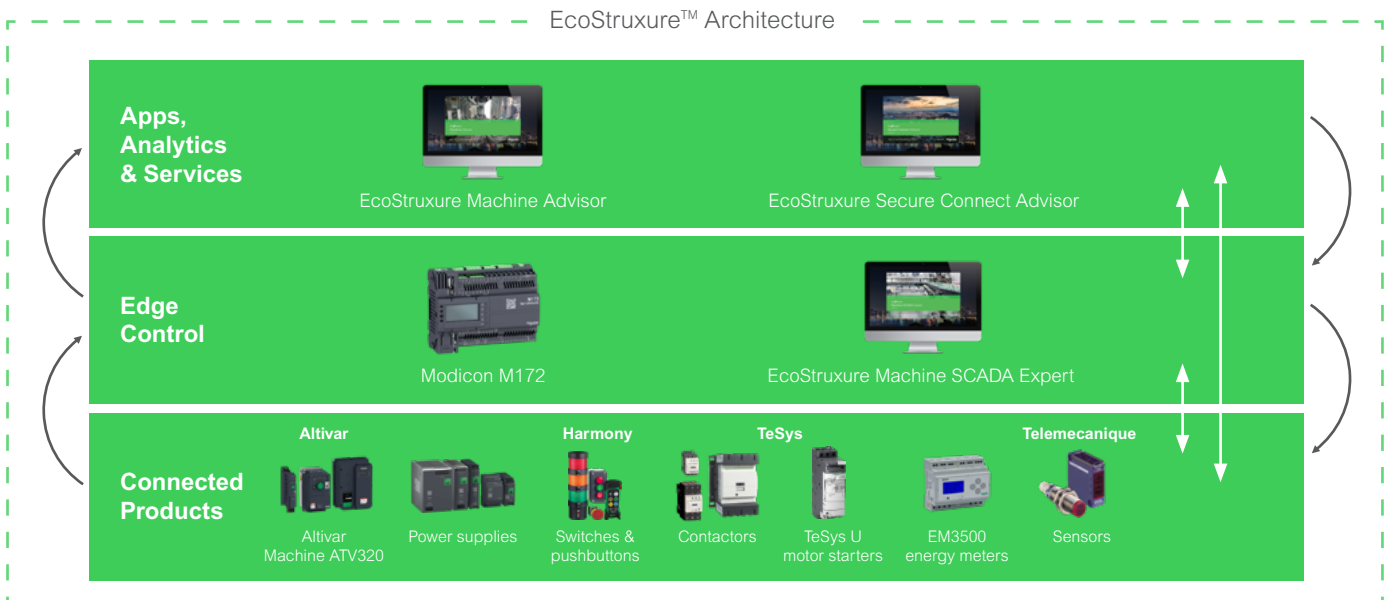 EcoStruxure™ Architecture
Apps,
Analytics
& Services
EcoStruxure Machine Advisor
EcoStruxure Secure Connect Advisor
Edge
Control
Modicon M172
EcoStruxure Machine SCADA Expert
Connected
Products
Altivar
Harmony
TeSys
Telemecanique
Altivar
Machine ATV320
Power supplies
Switches &
pushbuttons
Contactors
TeSys U
motor starters
EM3500
energy meters
Sensors